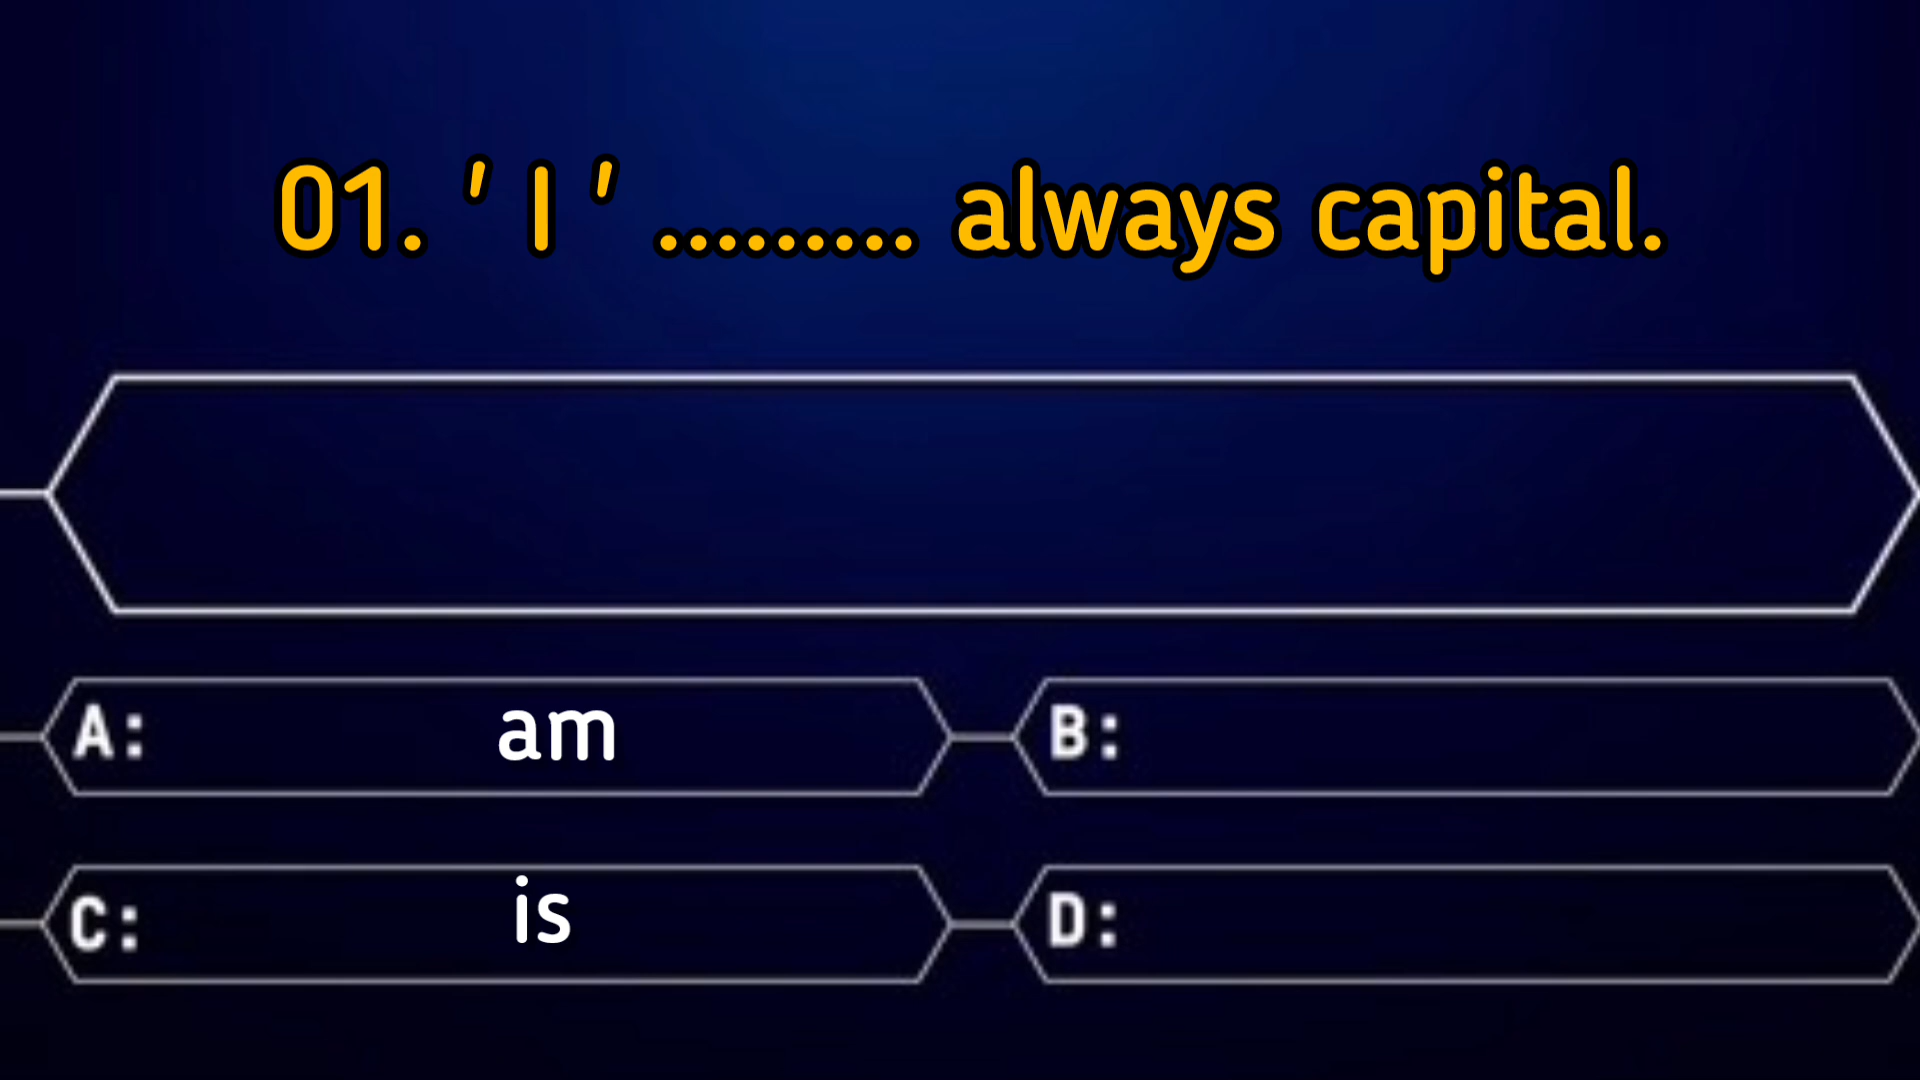 01. ' I ' ......... always capital.
A: am
B:
C: is
D: